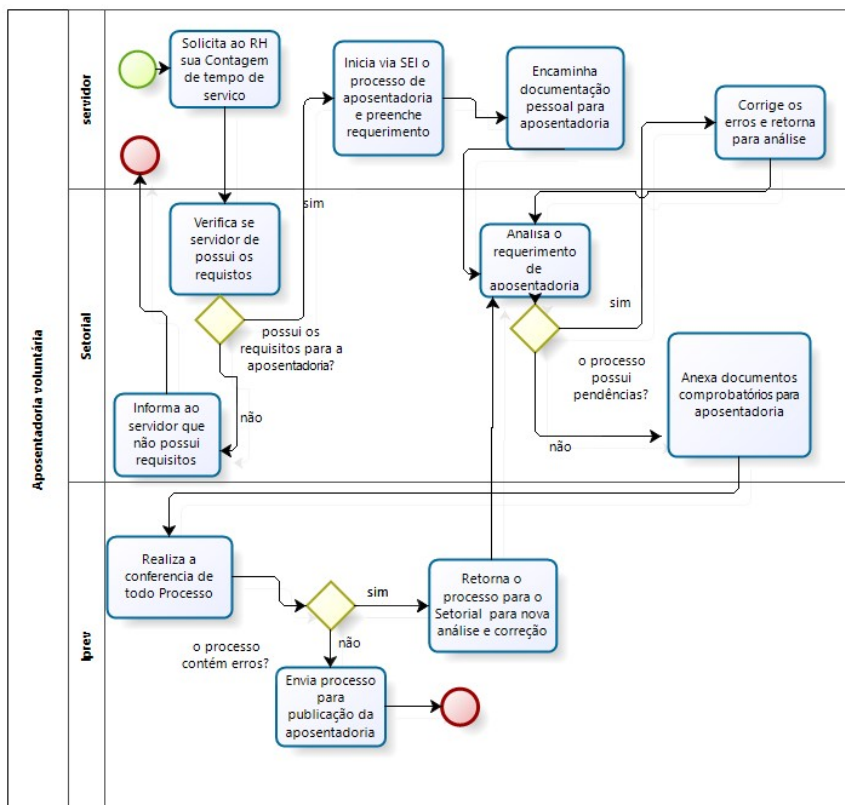 Aposentadoria voluntária
servidor
Solicita ao RH
sua Contagem
de tempo de
servico
Inicia via SEI o
processo de
aposentadoria
e preenche
requerimento
Encaminha
documentação
pessoal para
aposentadoria
Corrige os
erros e retorna
para análise
Setorial
Verifica se
servidor de
possui os
requistos
sim
possui os
requisitos para a
aposentadoria?
não
Informa ao
servidor que
não possui
requisitos
Analisa o
requerimento
de
aposentadoria
sim
o processo
possui
pendências?
não
Anexa documentos
comprobatórios para
aposentadoria
Iprev
Realiza a
conferencia de
todo Processo
o processo
contém erros?
sim
não
Retorna o
processo para o
Setorial para nova
análise e correção
Envia processo
para
publicação da
aposentadoria